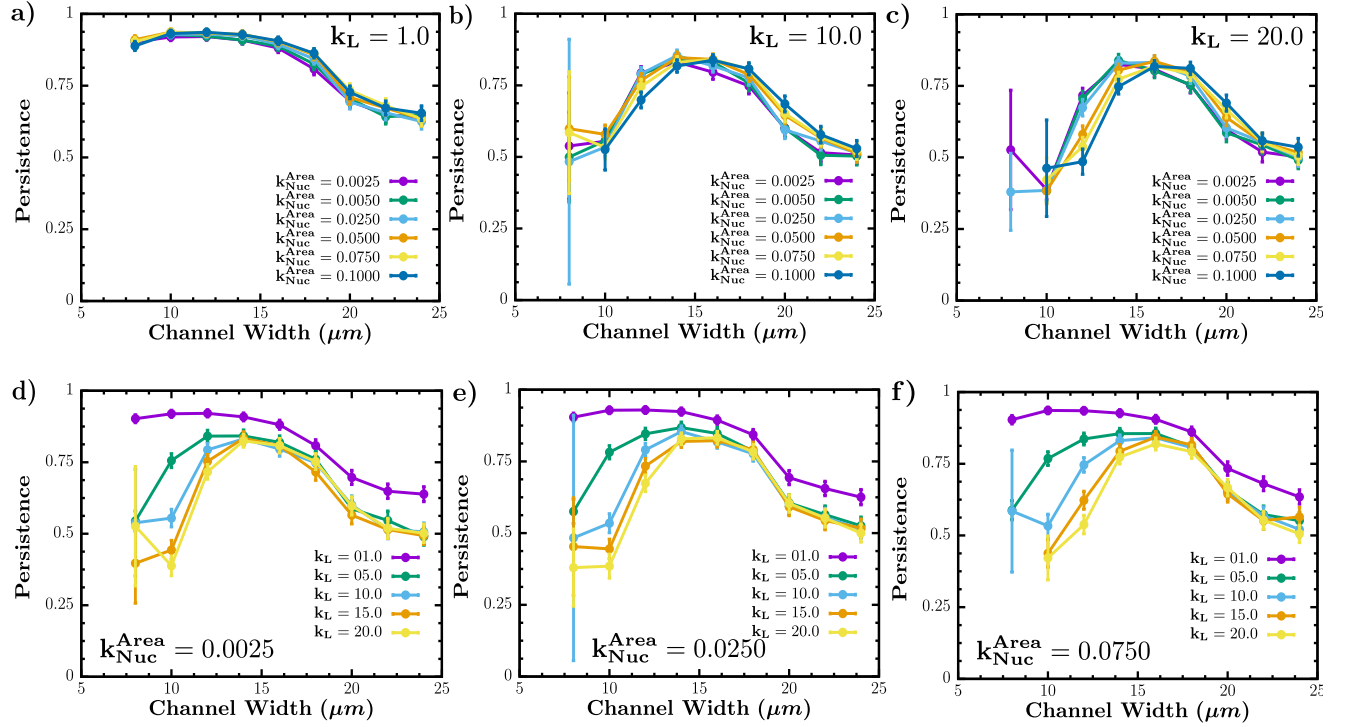 a)
k_L = 1.0
Persistence
1
0.75
0.5
0.25
0
k_Nuc^Area = 0.0025
k_Nuc^Area = 0.0050
k_Nuc^Area = 0.0250
k_Nuc^Area = 0.0500
k_Nuc^Area = 0.0750
k_Nuc^Area = 0.1000
5 10 15 20 25
Channel Width (μm)
b)
k_L = 10.0
Persistence
1
0.75
0.5
0.25
0
k_Nuc^Area = 0.0025
k_Nuc^Area = 0.0050
k_Nuc^Area = 0.0250
k_Nuc^Area = 0.0500
k_Nuc^Area = 0.0750
k_Nuc^Area = 0.1000
5 10 15 20 25
Channel Width (μm)
c)
k_L = 20.0
Persistence
1
0.75
0.5
0.25
0
k_Nuc^Area = 0.0025
k_Nuc^Area = 0.0050
k_Nuc^Area = 0.0250
k_Nuc^Area = 0.0500
k_Nuc^Area = 0.0750
k_Nuc^Area = 0.1000
5 10 15 20 25
Channel Width (μm)
d)
Persistence
1
0.75
0.5
0.25
0
k_L = 01.0
k_L = 05.0
k_L = 10.0
k_L = 15.0
k_L = 20.0
k_Nuc^Area = 0.0025
5 10 15 20 25
Channel Width (μm)
e)
Persistence
1
0.75
0.5
0.25
0
k_L = 01.0
k_L = 05.0
k_L = 10.0
k_L = 15.0
k_L = 20.0
k_Nuc^Area = 0.0250
5 10 15 20 25
Channel Width (μm)
f)
Persistence
1
0.75
0.5
0.25
0
k_L = 01.0
k_L = 05.0
k_L = 10.0
k_L = 15.0
k_L = 20.0
k_Nuc^Area = 0.0750
5 10 15 20 25
Channel Width (μm)